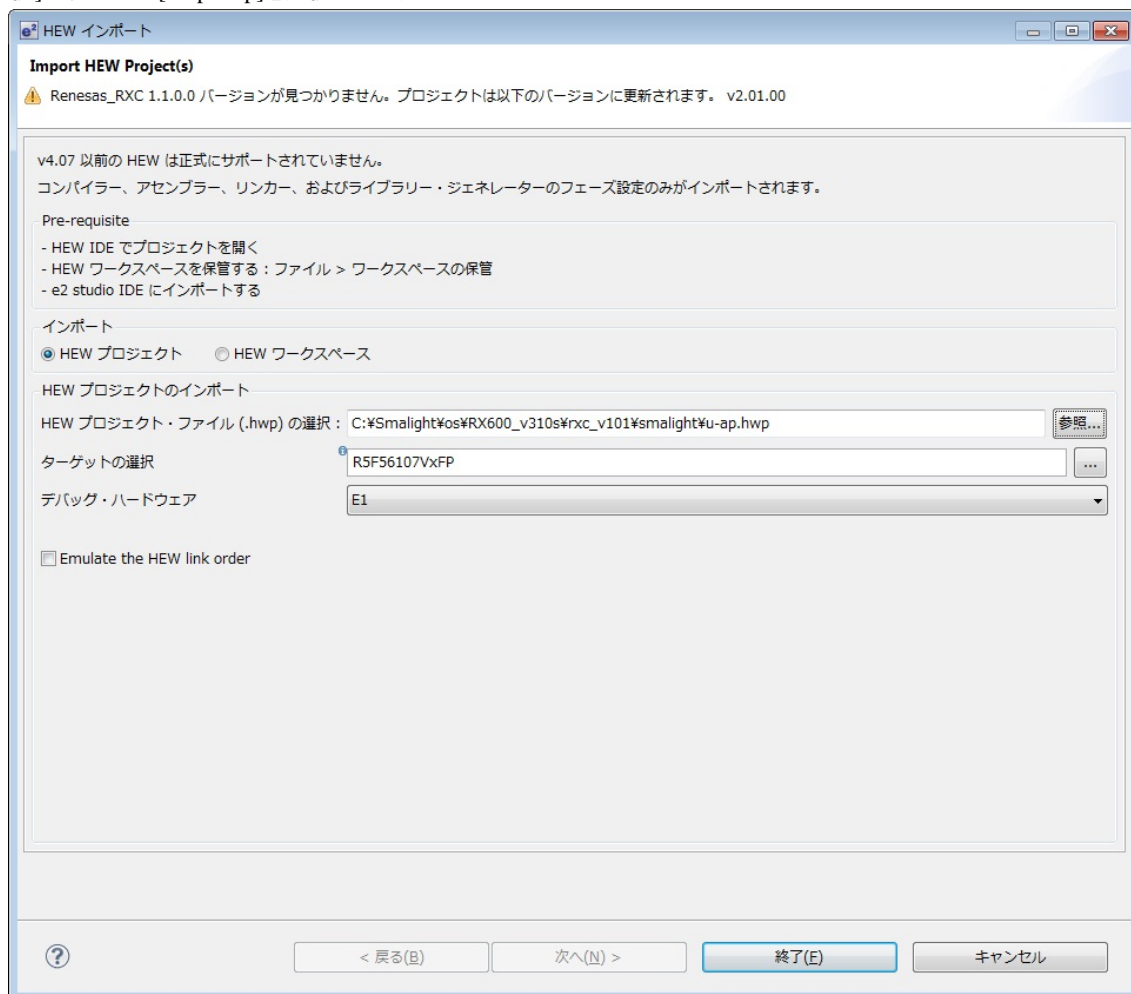 HEW インポート
Import HEW Project(s)
Renesas_RXC 1.1.0.0 バージョンが見つかりません。プロジェクトは以下のバージョンに更新されます。 v2.01.00
v4.07 以前の HEW は正式にサポートされていません。
コンパイラー、アセンブラー、リンカー、およびライブラリー・ジェネレーターのフェーズ設定のみがインポートされます。
Pre-requisite
- HEW IDE でプロジェクトを開く
- HEW ワークスペースを保管する : ファイル > ワークスペースの保管
- e2 studio IDE にインポートする
インポート
HEW プロジェクト HEW ワークスペース
HEW プロジェクトのインポート
HEW プロジェクト・ファイル (.hwp) の選択 : C:¥Smalight¥os¥RX600_v310s¥rxc_v101¥smalight¥u-ap.hwp 参照...
ターゲットの選択 R5F56107VxFP ...
デバッグ・ハードウェア E1
Emulate the HEW link order
< 戻る(B) 次へ(N) > 終了(F) キャンセル